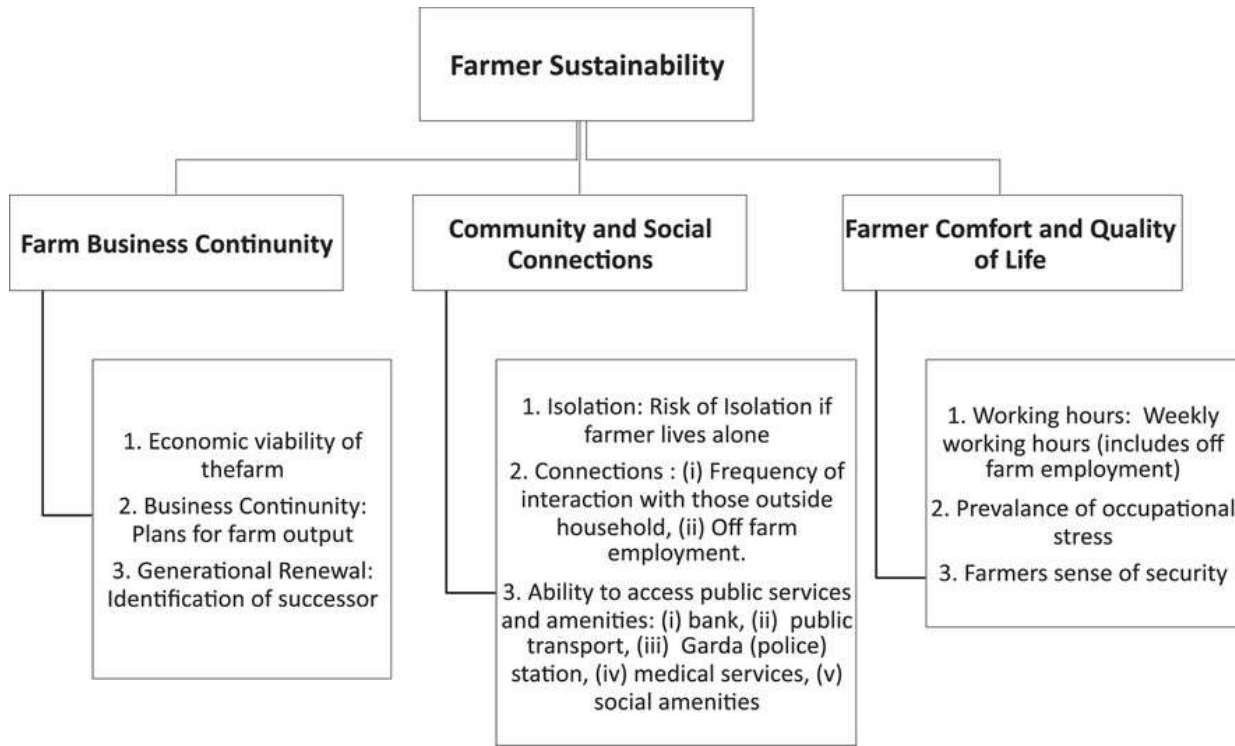 Farmer Sustainability
Farm Business Continunity
Community and Social
Connections
Farmer Comfort and Quality
of Life
1. Economic viability of
thefarm
2. Business Continunity:
Plans for farm output
3. Generational Renewal:
Identification of successor
1. Isolation: Risk of Isolation if
farmer lives alone
2. Connections : (i) Frequency of
interaction with those outside
household, (ii) Off farm
employment.
3. Ability to access public services
and amenities: (i) bank, (ii) public
transport, (iii) Garda (police)
station, (iv) medical services, (v)
social amenities
1. Working hours: Weekly
working hours (includes off
farm employment)
2. Prevalance of occupational
stress
3. Farmers sense of security